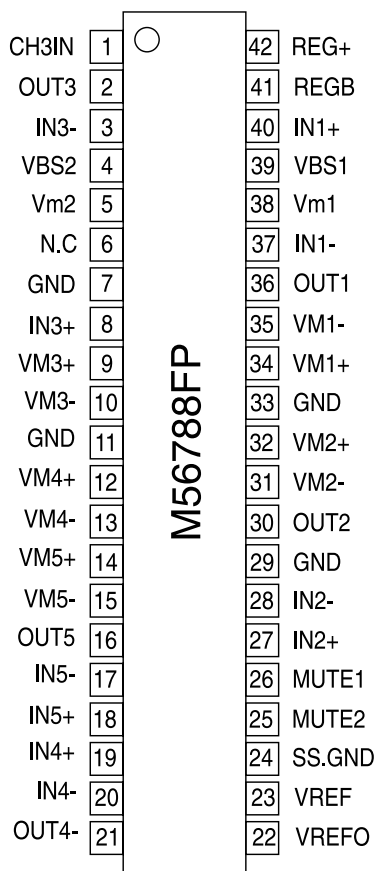 CH3IN 1 42 REG+
OUT3 2 41 REGB
IN3- 3 40 IN1+
VBS2 4 39 VBS1
Vm2 5 38 Vm1
N.C 6 37 IN1-
GND 7 36 OUT1
IN3+ 8 35 VM1-
VM3+ 9 34 VM1+
VM3- 10 33 GND
GND 11 32 VM2+
VM4+ 12 31 VM2-
VM4- 13 30 OUT2
VM5+ 14 29 GND
VM5- 15 28 IN2-
OUT5 16 27 IN2+
IN5- 17 26 MUTE1
IN5+ 18 25 MUTE2
IN4+ 19 24 SS.GND
IN4- 20 23 VREF
OUT4- 21 22 VREFO
M56788FP